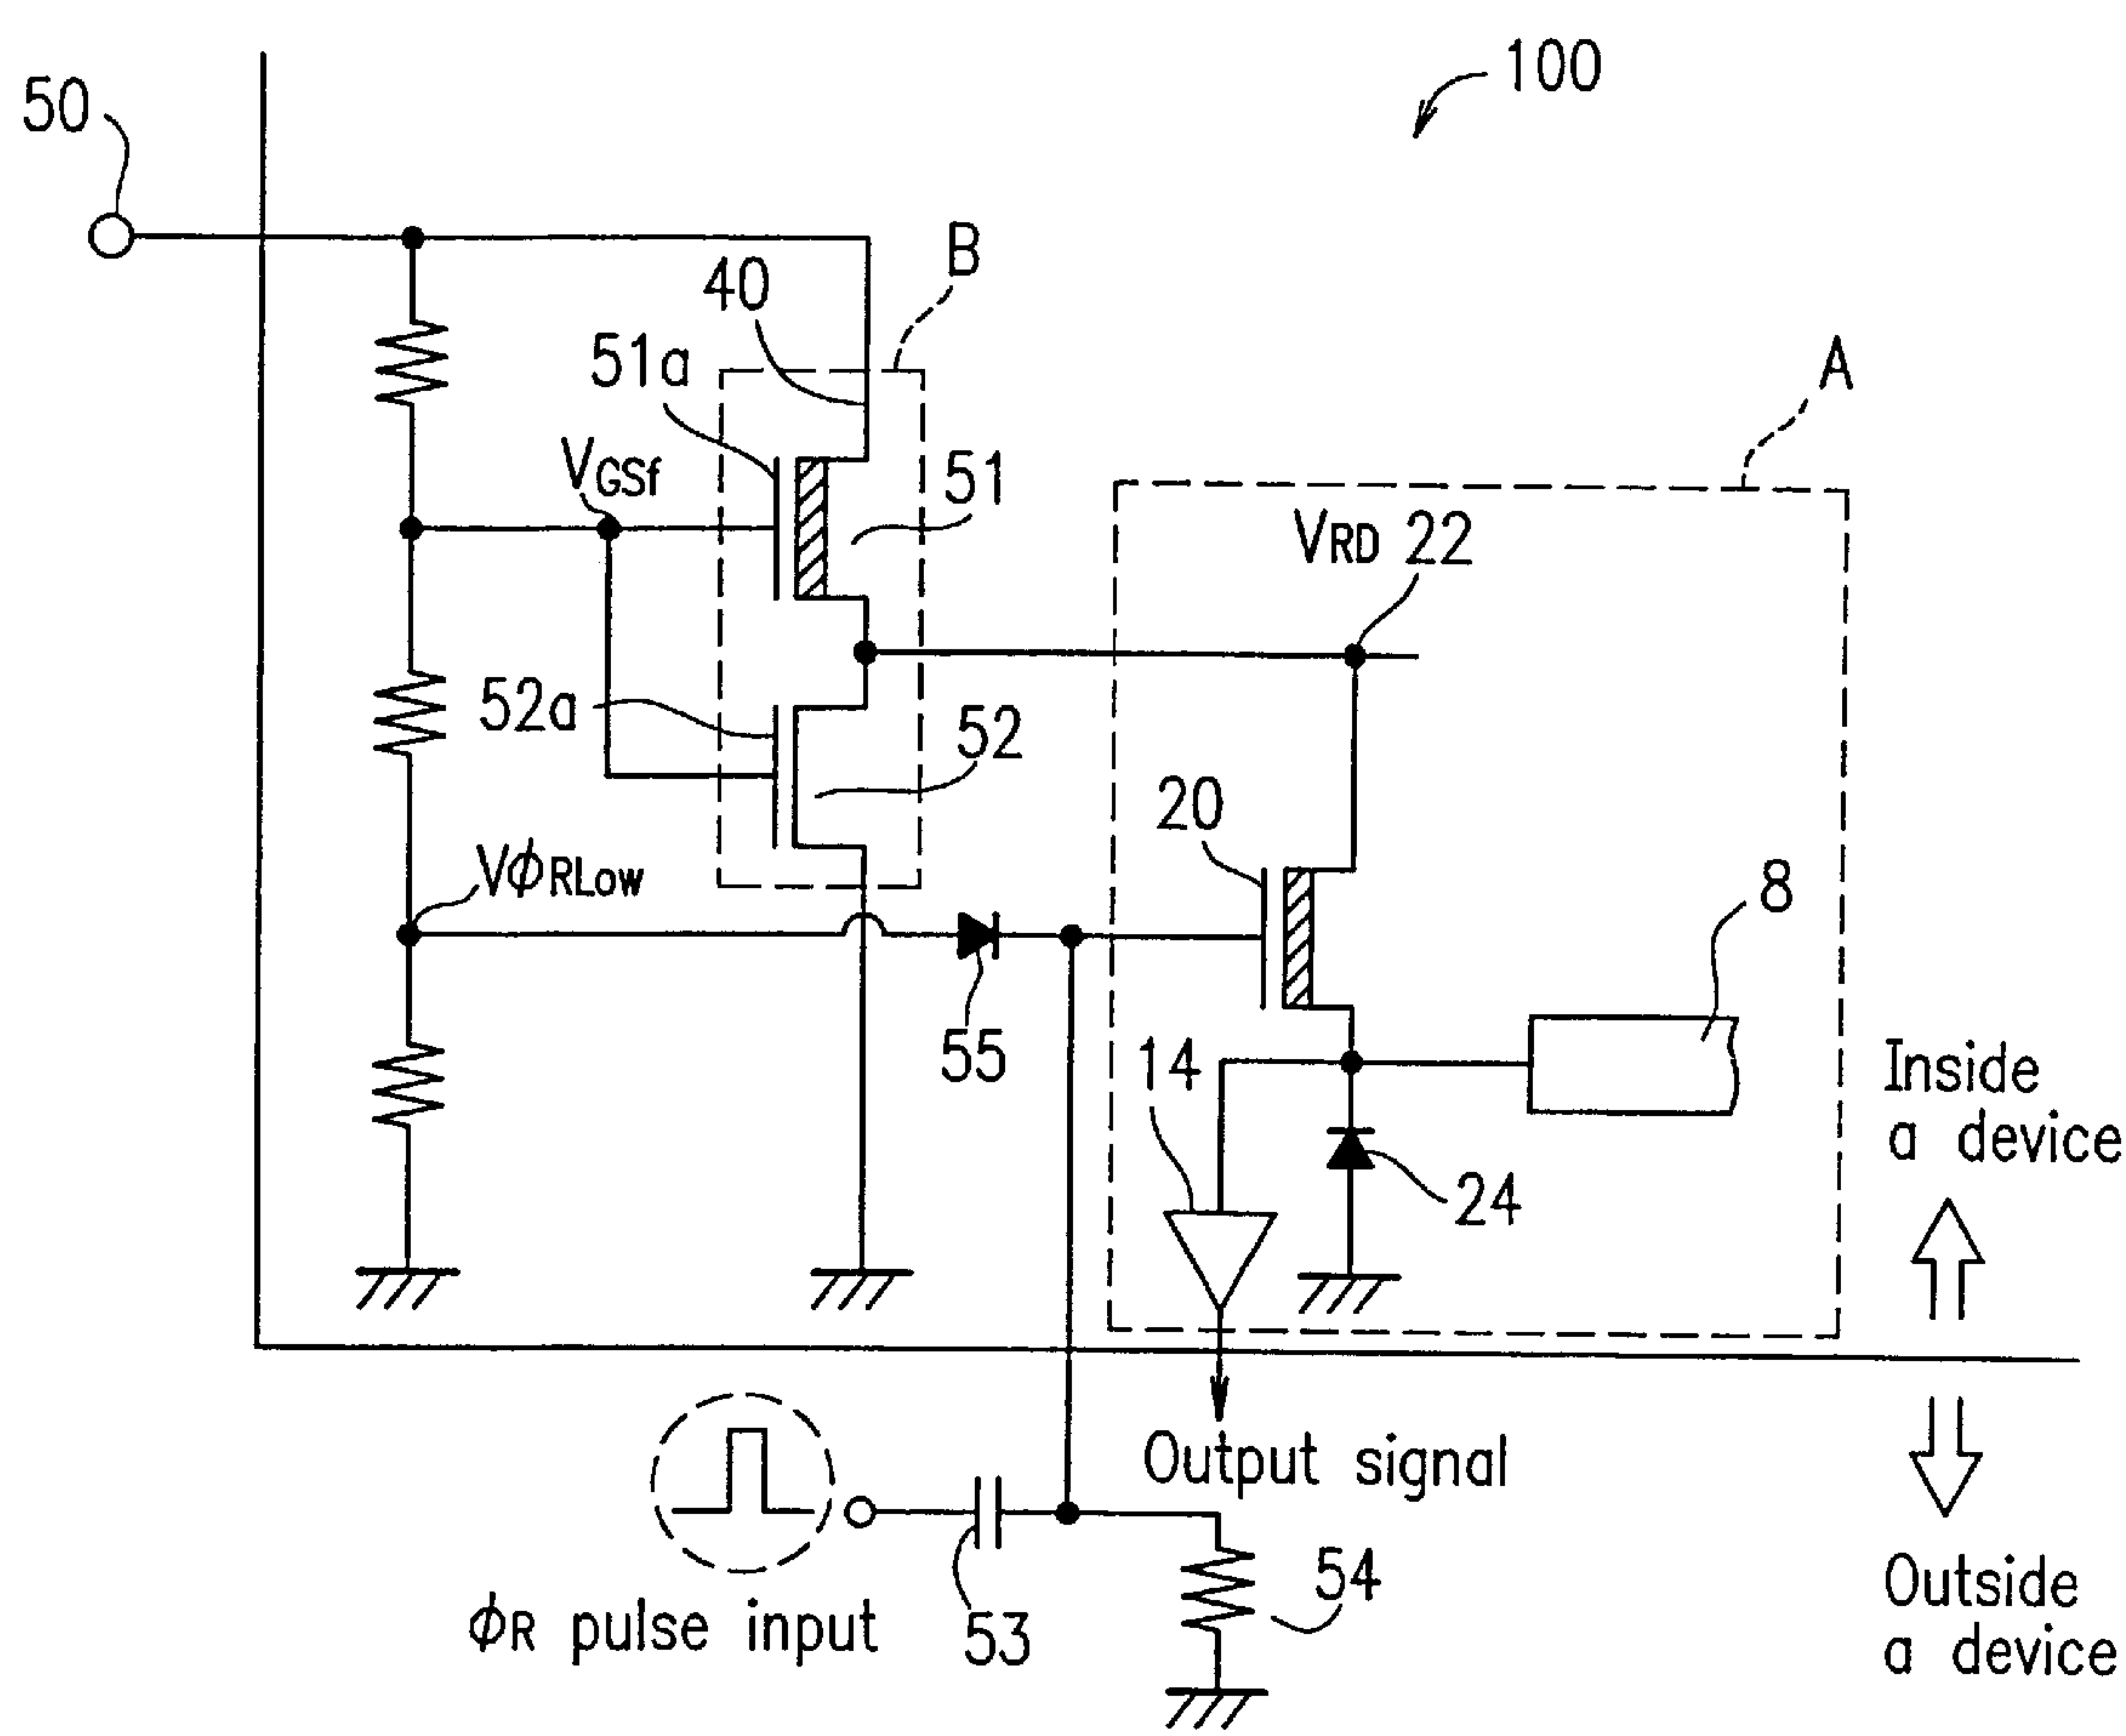 100
50
B
40
A
51a
VGSf
51
VRD 22
52a
52
20
VϕRLow
8
55
14
Inside
a device
24
Output signal
54
Outside
a device
ϕR pulse input
53